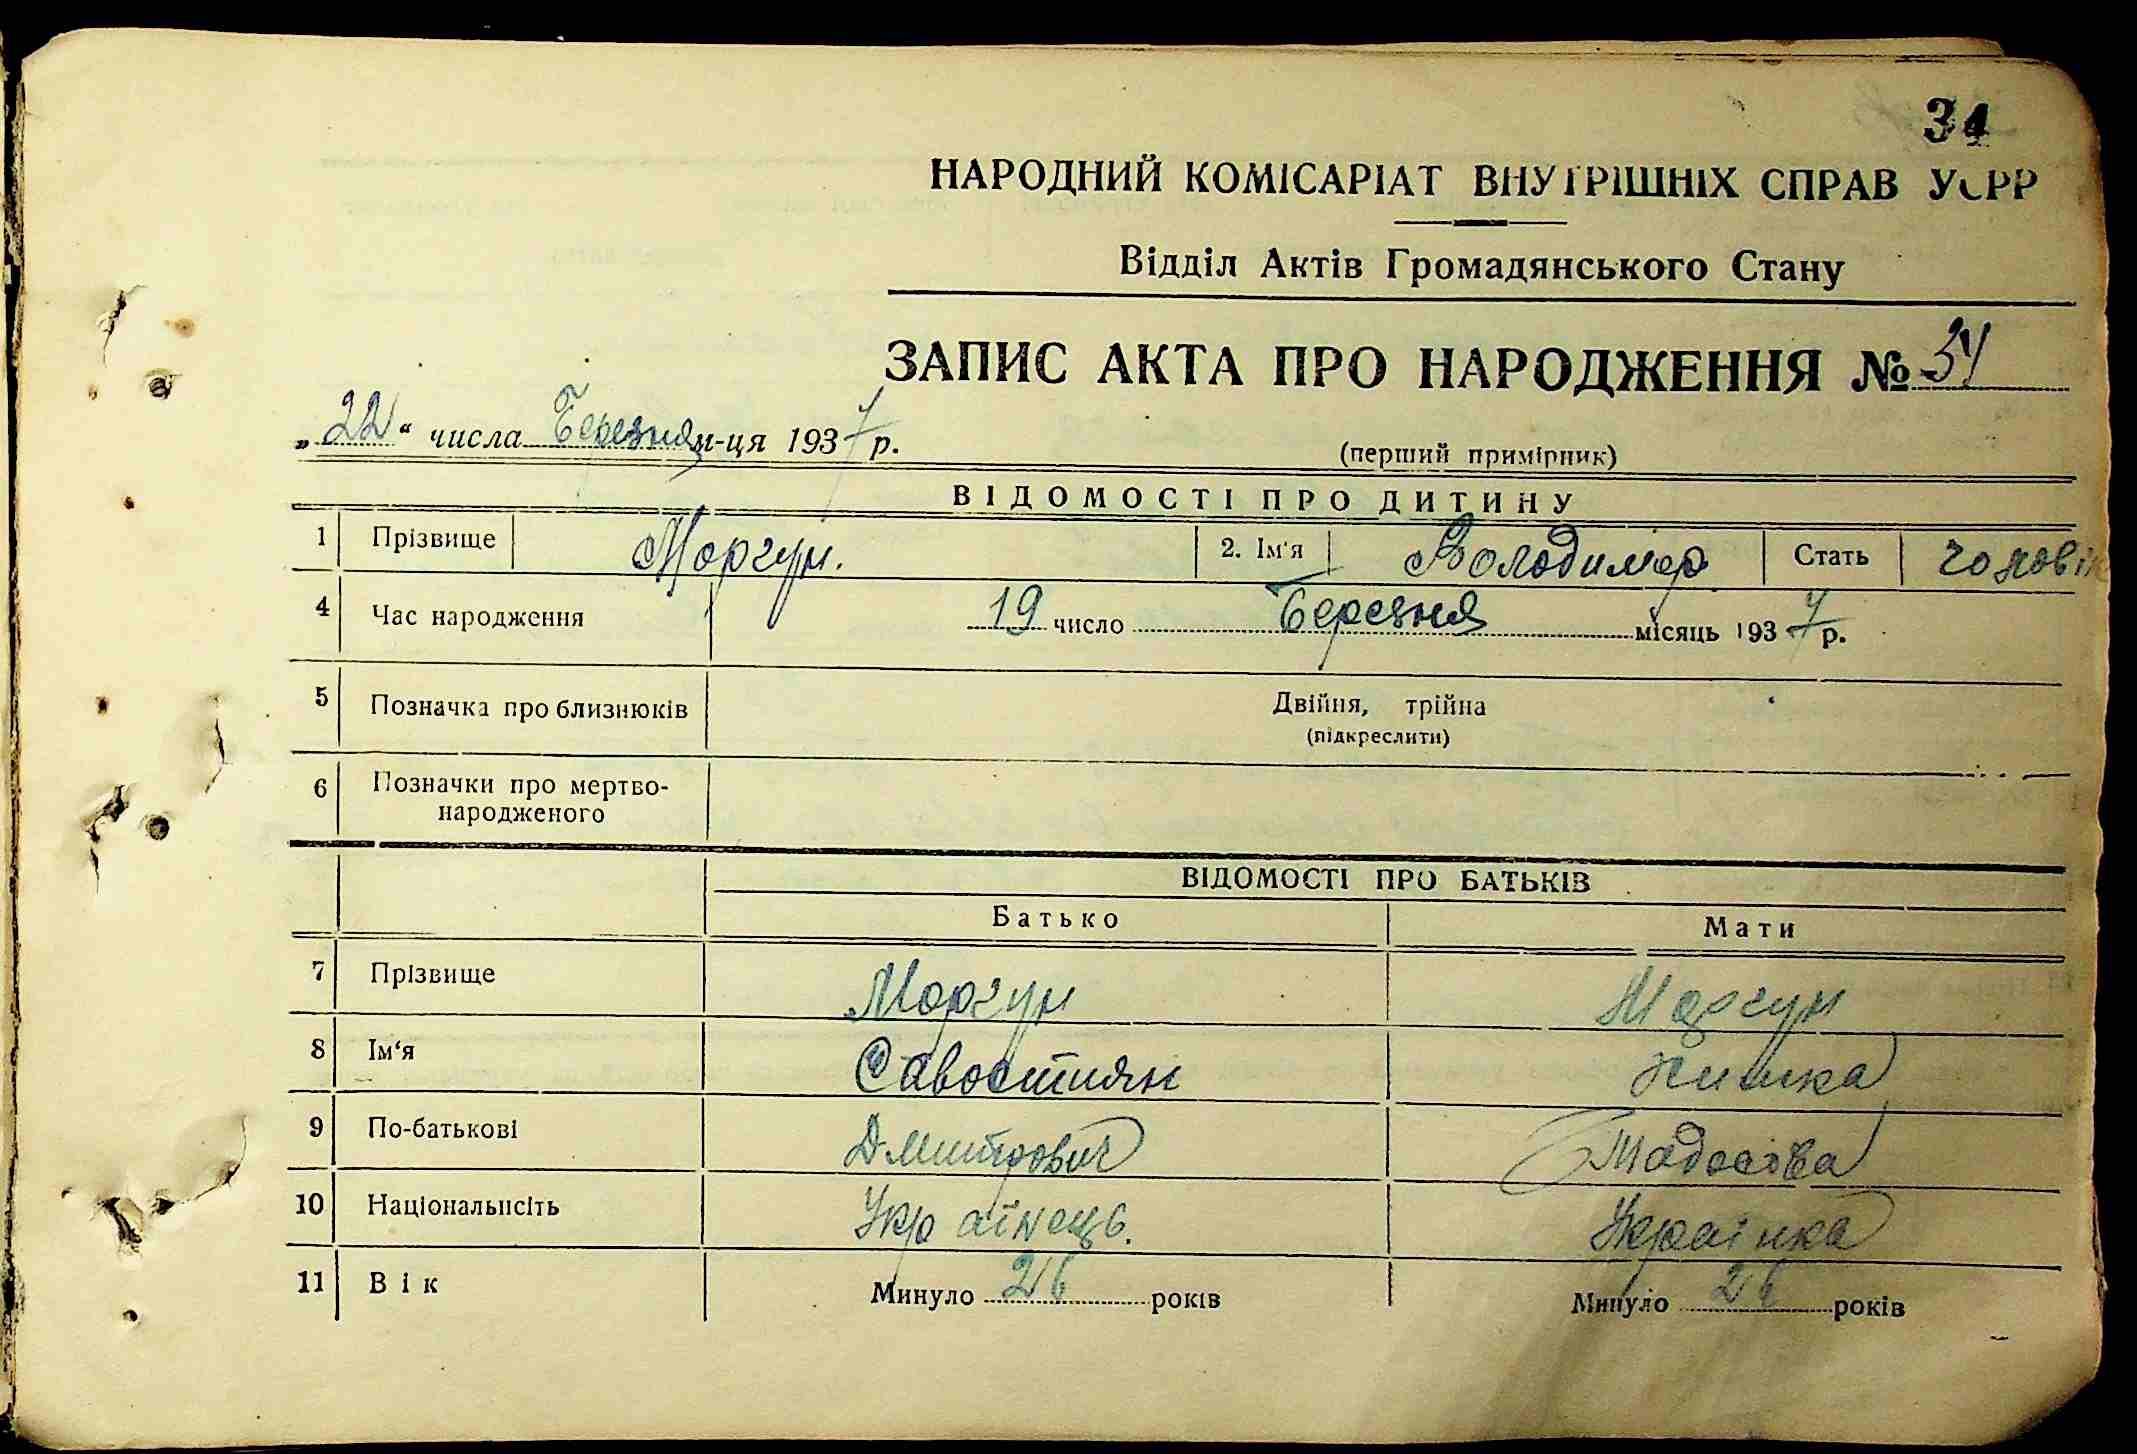 34
НАРОДНИЙ КОМІСАРІАТ ВНУТРІШНІХ СПРАВ УСРР
Відділ Актів Громадянського Стану
ЗАПИС АКТА ПРО НАРОДЖЕННЯ №
„22“ числа Березня м-ця 1937 р.
(перший примірник)
ВІДОМОСТІ ПРО ДИТИНУ
1 Прізвище Моргун. 2. Ім'я Володимер Стать чоловік
4 Час народження 19 число Березня місяць 1937 р.
5 Позначка про близнюків Двійня, трійна
(підкреслити)
6 Позначки про мертво-
народженого
ВІДОМОСТІ ПРО БАТЬКІВ
Батько Мати
7 Прізвище Моргун Моргун
8 Ім'я Савостиян
9 По-батькові Дмитрович
10 Національність Українець. Українка
11 Вік Минуло 26 років Минуло 26 років